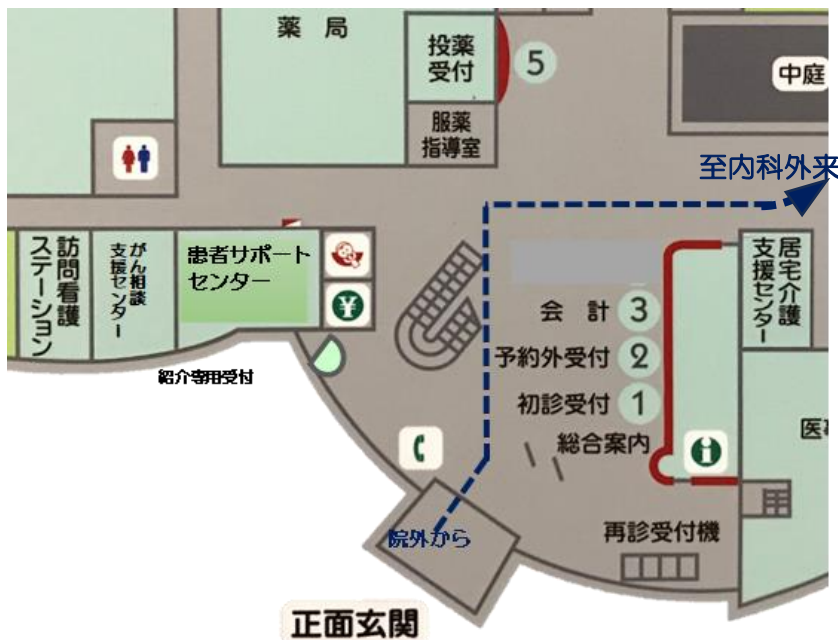 薬 局
投薬
受付
5
中庭
服薬
指導室
至内科外来
訪問看護
ステーション
がん相談
支援センター
患者サポート
センター
¥
居宅介護
支援センター
会 計 3
予約外受付 2
初診受付 1
総合案内
紹介専用受付
院外から
再診受付機
正面玄関